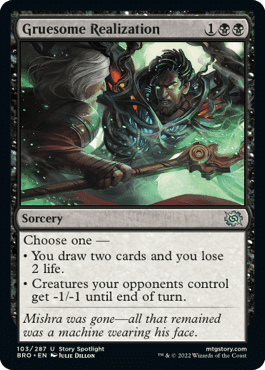 Gruesome Realization 1
Sorcery
Choose one —
• You draw two cards and you lose
2 life.
• Creatures your opponents control
get -1/-1 until end of turn.
Mishra was gone—all that
remained was a machine wearing his face.
103/287 U Story Spotlight mtgstory.com
BRO • EN JULIE DILLON ™ & © 2022 Wizards of the Coast